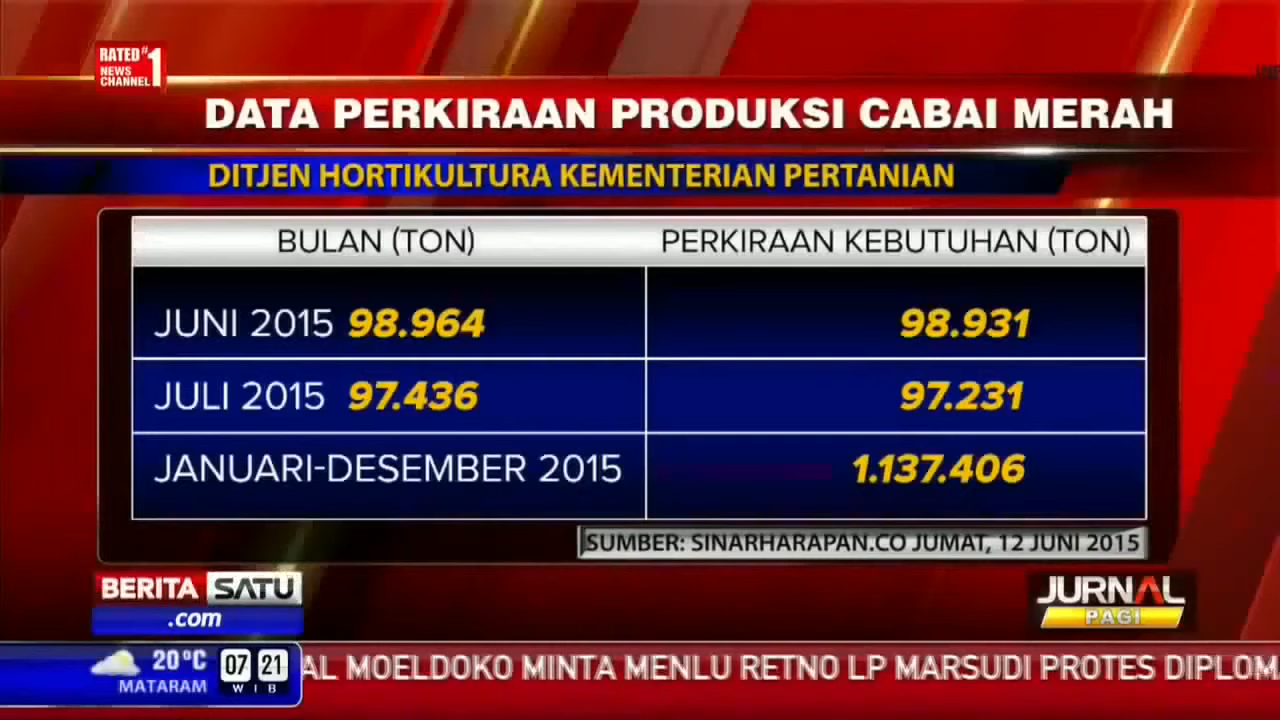 RATED #1
NEWS
CHANNEL
DATA PERKIRAAN PRODUKSI CABAI MERAH
DITJEN HORTIKULTURA KEMENTERIAN PERTANIAN
BULAN (TON) PERKIRAAN KEBUTUHAN (TON)
JUNI 2015 98.964 98.931
JULI 2015 97.436 97.231
JANUARI-DESEMBER 2015 1.137.406
SUMBER: SINARHARAPAN.CO JUMAT, 12 JUNI 2015
BERITA SATU
.com
JURNAL
PAGI
20°C
MATARAM
07 21
WIB
AL MOELDOKO MINTA MENLU RETNO LP MARSUDI PROTES DIPLOM